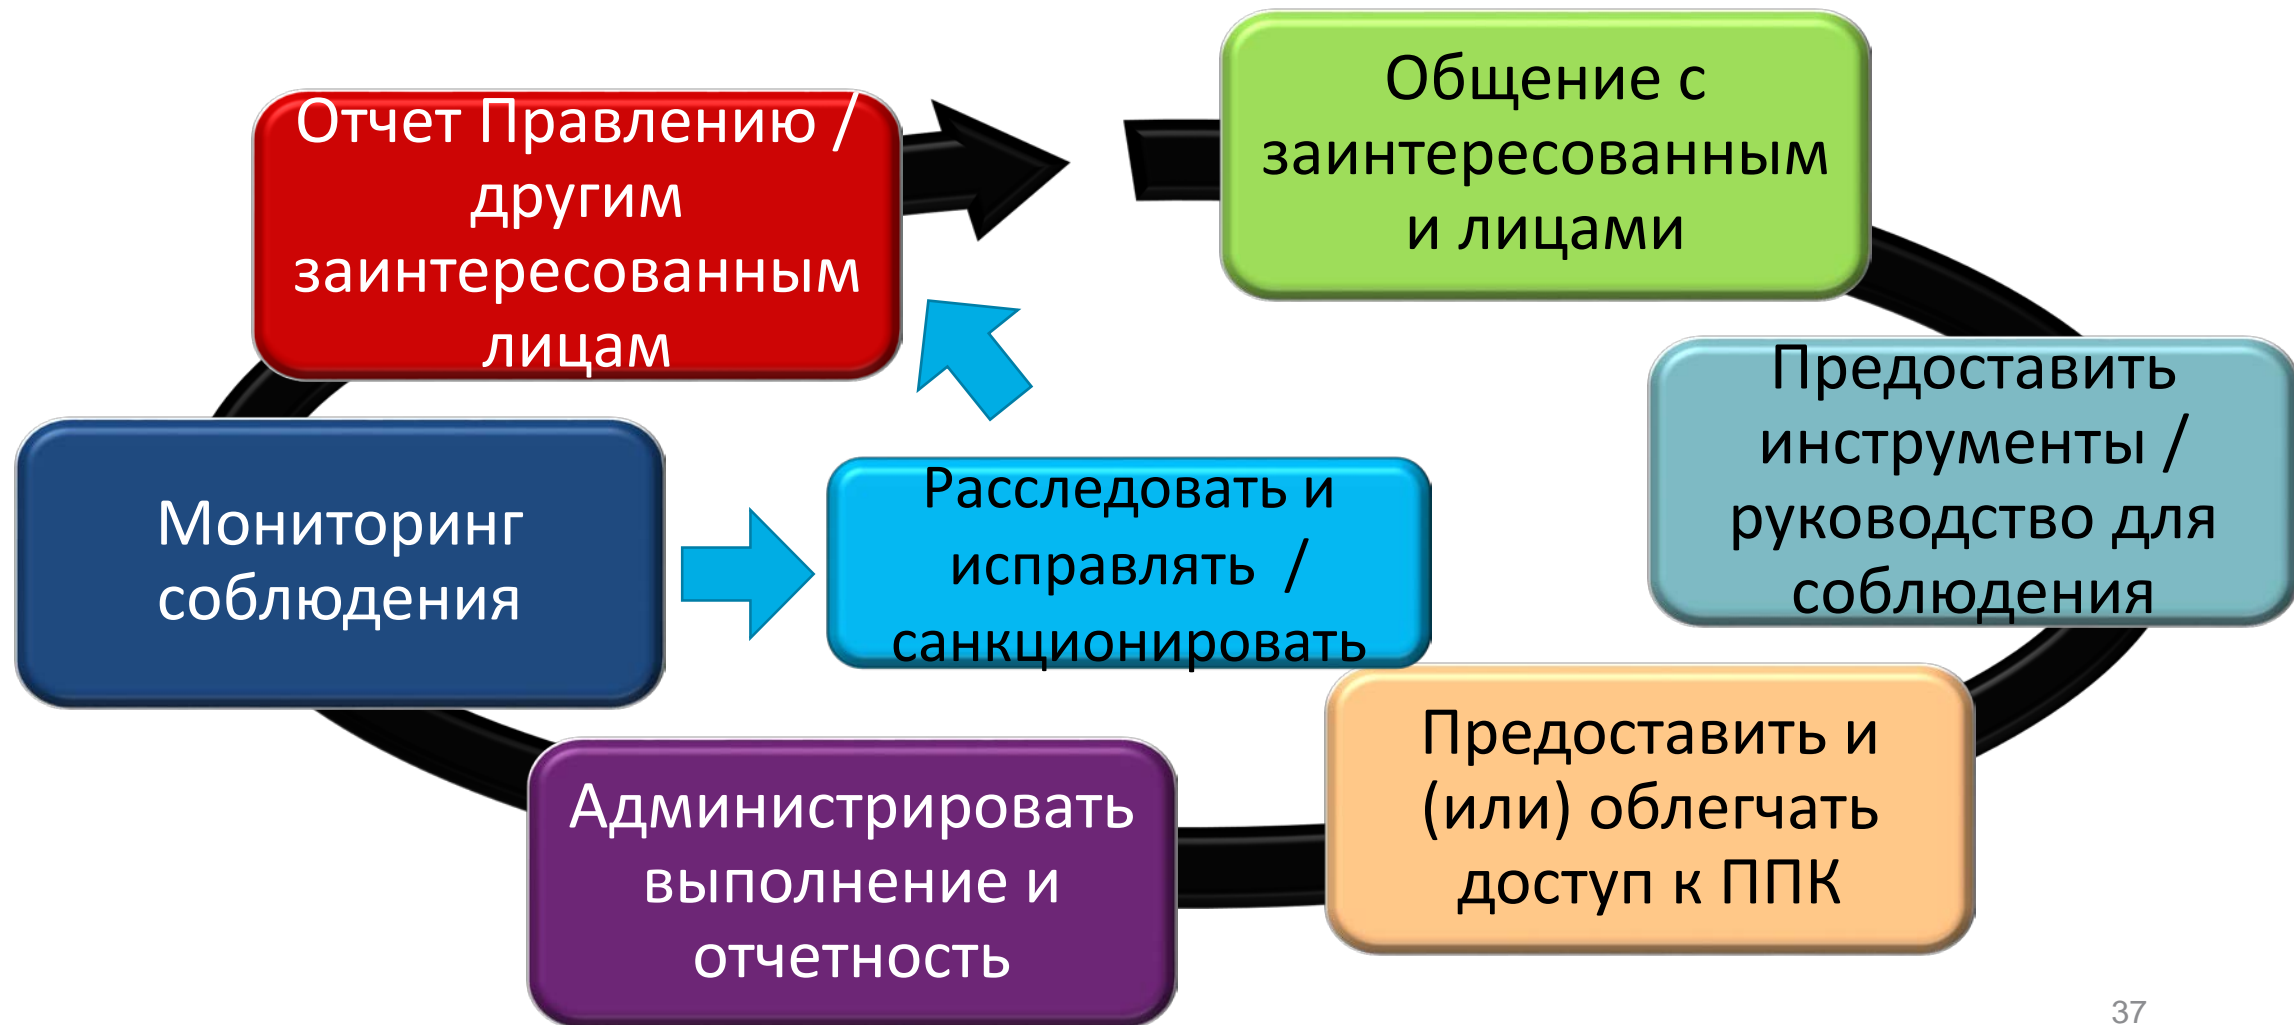 Отчет Правлению /
другим
заинтересованным
лицам
Общение с
заинтересованным
и лицами
Предоставить
инструменты /
руководство для
соблюдения
Мониторинг
соблюдения
Расследовать и
исправлять /
санкционировать
Предоставить и
(или) облегчать
доступ к ППК
Администрировать
выполнение и
отчетность
37